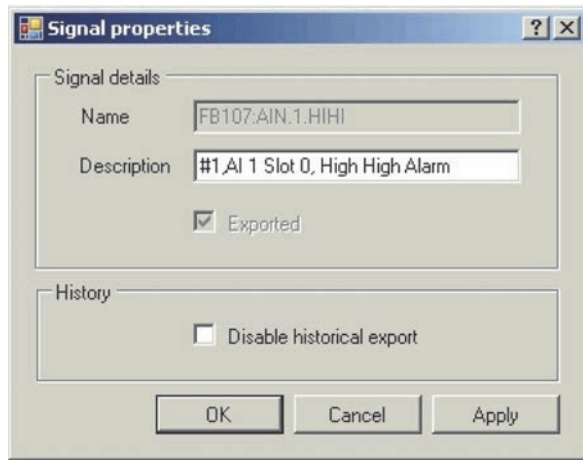 Signal properties
Signal details
Name FB107:AIN.1.HIHI
Description #1,AI 1 Slot 0, High High Alarm
Exported
History
Disable historical export
OK Cancel Apply